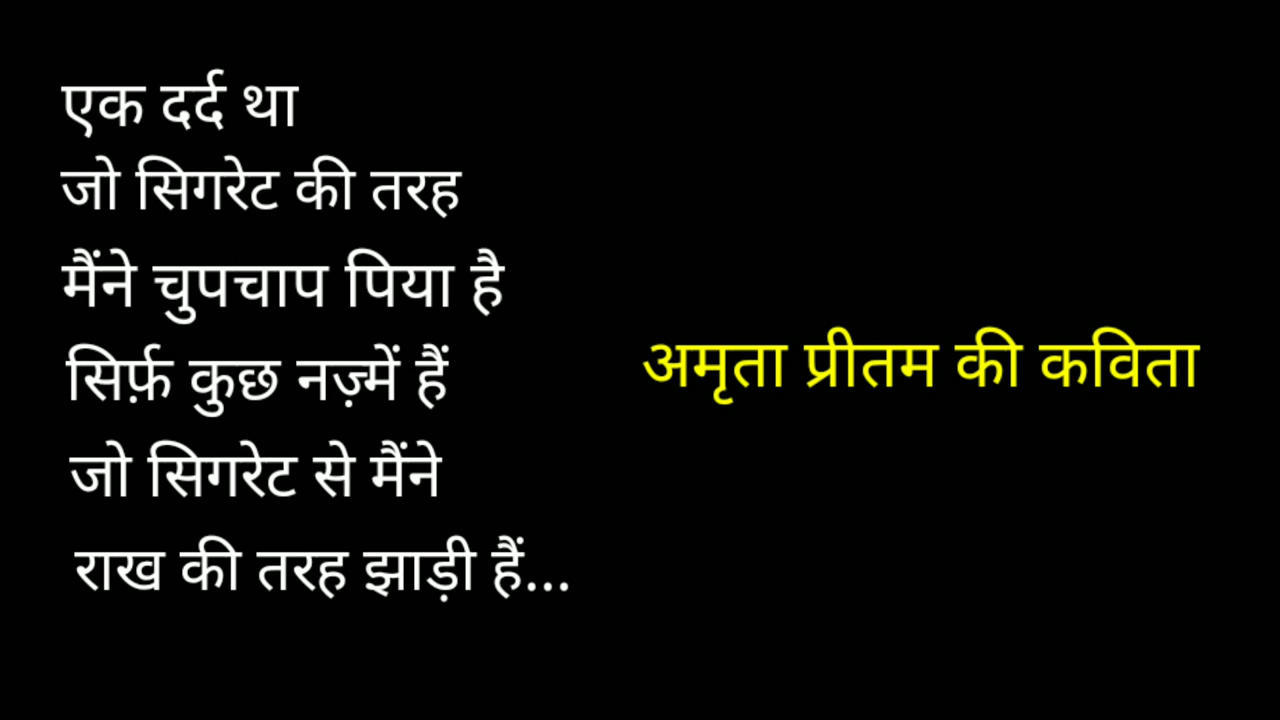 एक दर्द था
जो सिगरेट की तरह
मैंने चुपचाप पिया है
सिर्फ़ कुछ नज़्में हैं
जो सिगरेट से मैंने
राख की तरह झाड़ी हैं...
अमृता प्रीतम की कविता